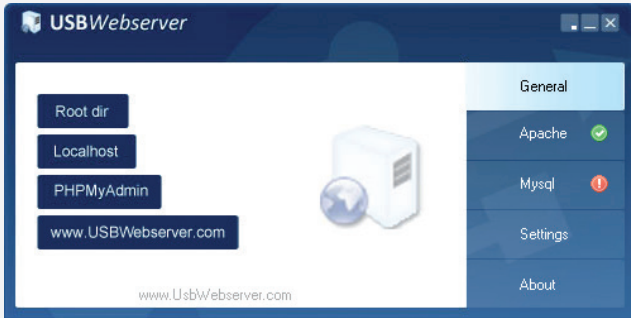 USBWebserver
Root dir
Localhost
PHPMyAdmin
www.USBWebserver.com
www.UsbWebserver.com
General
Apache
Mysql
Settings
About